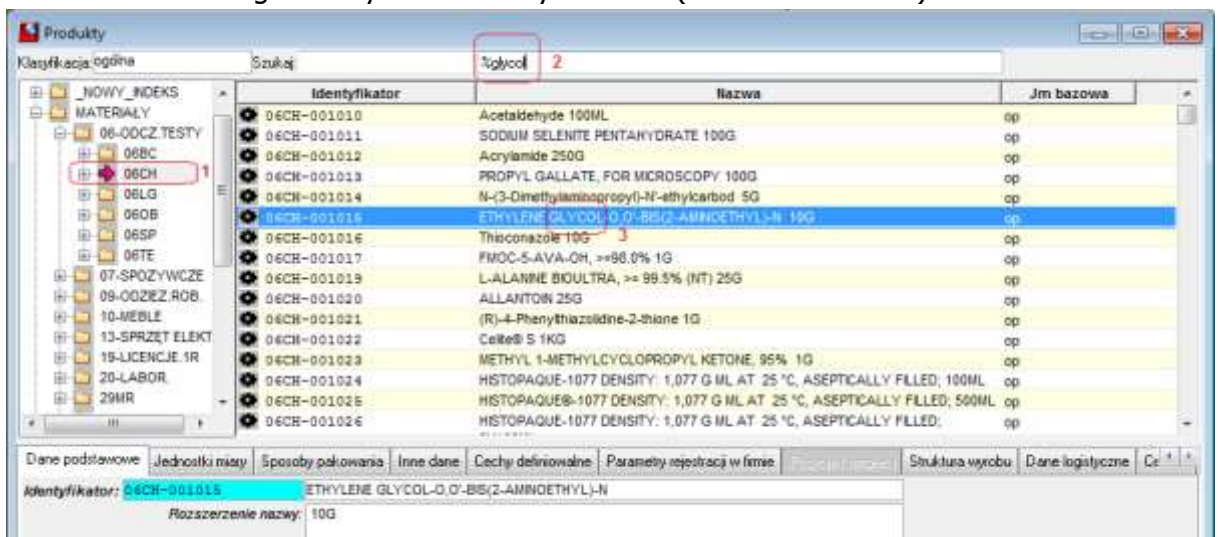 Produkty
Klasyfikacja: ogólna Szukaj: %glycol 2
_NOWY_INDEKS
MATERIAŁY
06-ODCZ.TESTY
06BC
06CH 1
06LG
06OB
06SP
06TE
07-SPOZYWCZE
09-ODZIEZ.ROB.
10-MEBLE
13-SPRZĘT ELEKT
19-LICENCJE.1R
20-LABOR.
29MR
Identyfikator Nazwa Jm bazowa
06CH-001010 Acetaldehyde 100ML op
06CH-001011 SODIUM SELENITE PENTAHYDRATE 100G op
06CH-001012 Acrylamide 250G op
06CH-001013 PROPYL GALLATE, FOR MICROSCOPY 100G op
06CH-001014 N-(3-Dimethylaminopropyl)-N'-ethylcarbod 5G op
06CH-001015 ETHYLENE GLYCOL-O,O'-BIS(2-AMINOETHYL)-N 10G op
06CH-001016 Thioconazole 10G 3 op
06CH-001017 FMOC-5-AVA-OH, >=98.0% 1G op
06CH-001019 L-ALANINE BIOULTRA, >= 99.5% (NT) 25G op
06CH-001020 ALLANTOIN 25G op
06CH-001021 (R)-4-Phenylthiazolidine-2-thione 1G op
06CH-001022 Celite® S 1KG op
06CH-001023 METHYL 1-METHYLCYCLOPROPYL KETONE, 95% 1G op
06CH-001024 HISTOPAQUE-1077 DENSITY: 1,077 G ML AT 25 °C, ASEPTICALLY FILLED; 100ML op
06CH-001025 HISTOPAQUE®-1077 DENSITY: 1,077 G ML AT 25 °C, ASEPTICALLY FILLED; 500ML op
06CH-001026 HISTOPAQUE-1077 DENSITY: 1,077 G ML AT 25 °C, ASEPTICALLY FILLED; op
Dane podstawowe Jednostki miary Sposoby pakowania Inne dane Cechy definiowalne Parametry rejestracji w firmie Struktura wyrobu Dane logistyczne Ce
Identyfikator: 06CH-001015 ETHYLENE GLYCOL-O,O'-BIS(2-AMINOETHYL)-N
Rozszerzenie nazwy: 10G